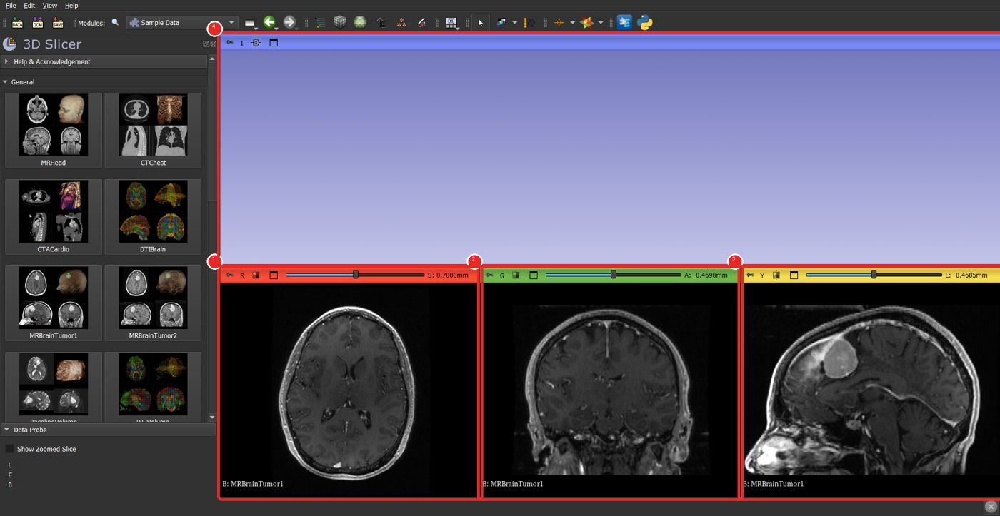 File Edit View Help
DATA DCM SAVE Modules: Sample Data
4
3D Slicer
1
Help & Acknowledgement
General
MRHead CTChest
CTACardio DTIBrain
MRBrainTumor1 MRBrainTumor2
BaselineVolume DTIVolume
1 2 3
R S: 0.7000mm G A: -0.4690mm Y L: -0.4685mm
B: MRBrainTumor1 B: MRBrainTumor1 B: MRBrainTumor1
Data Probe
Show Zoomed Slice
L
F
B